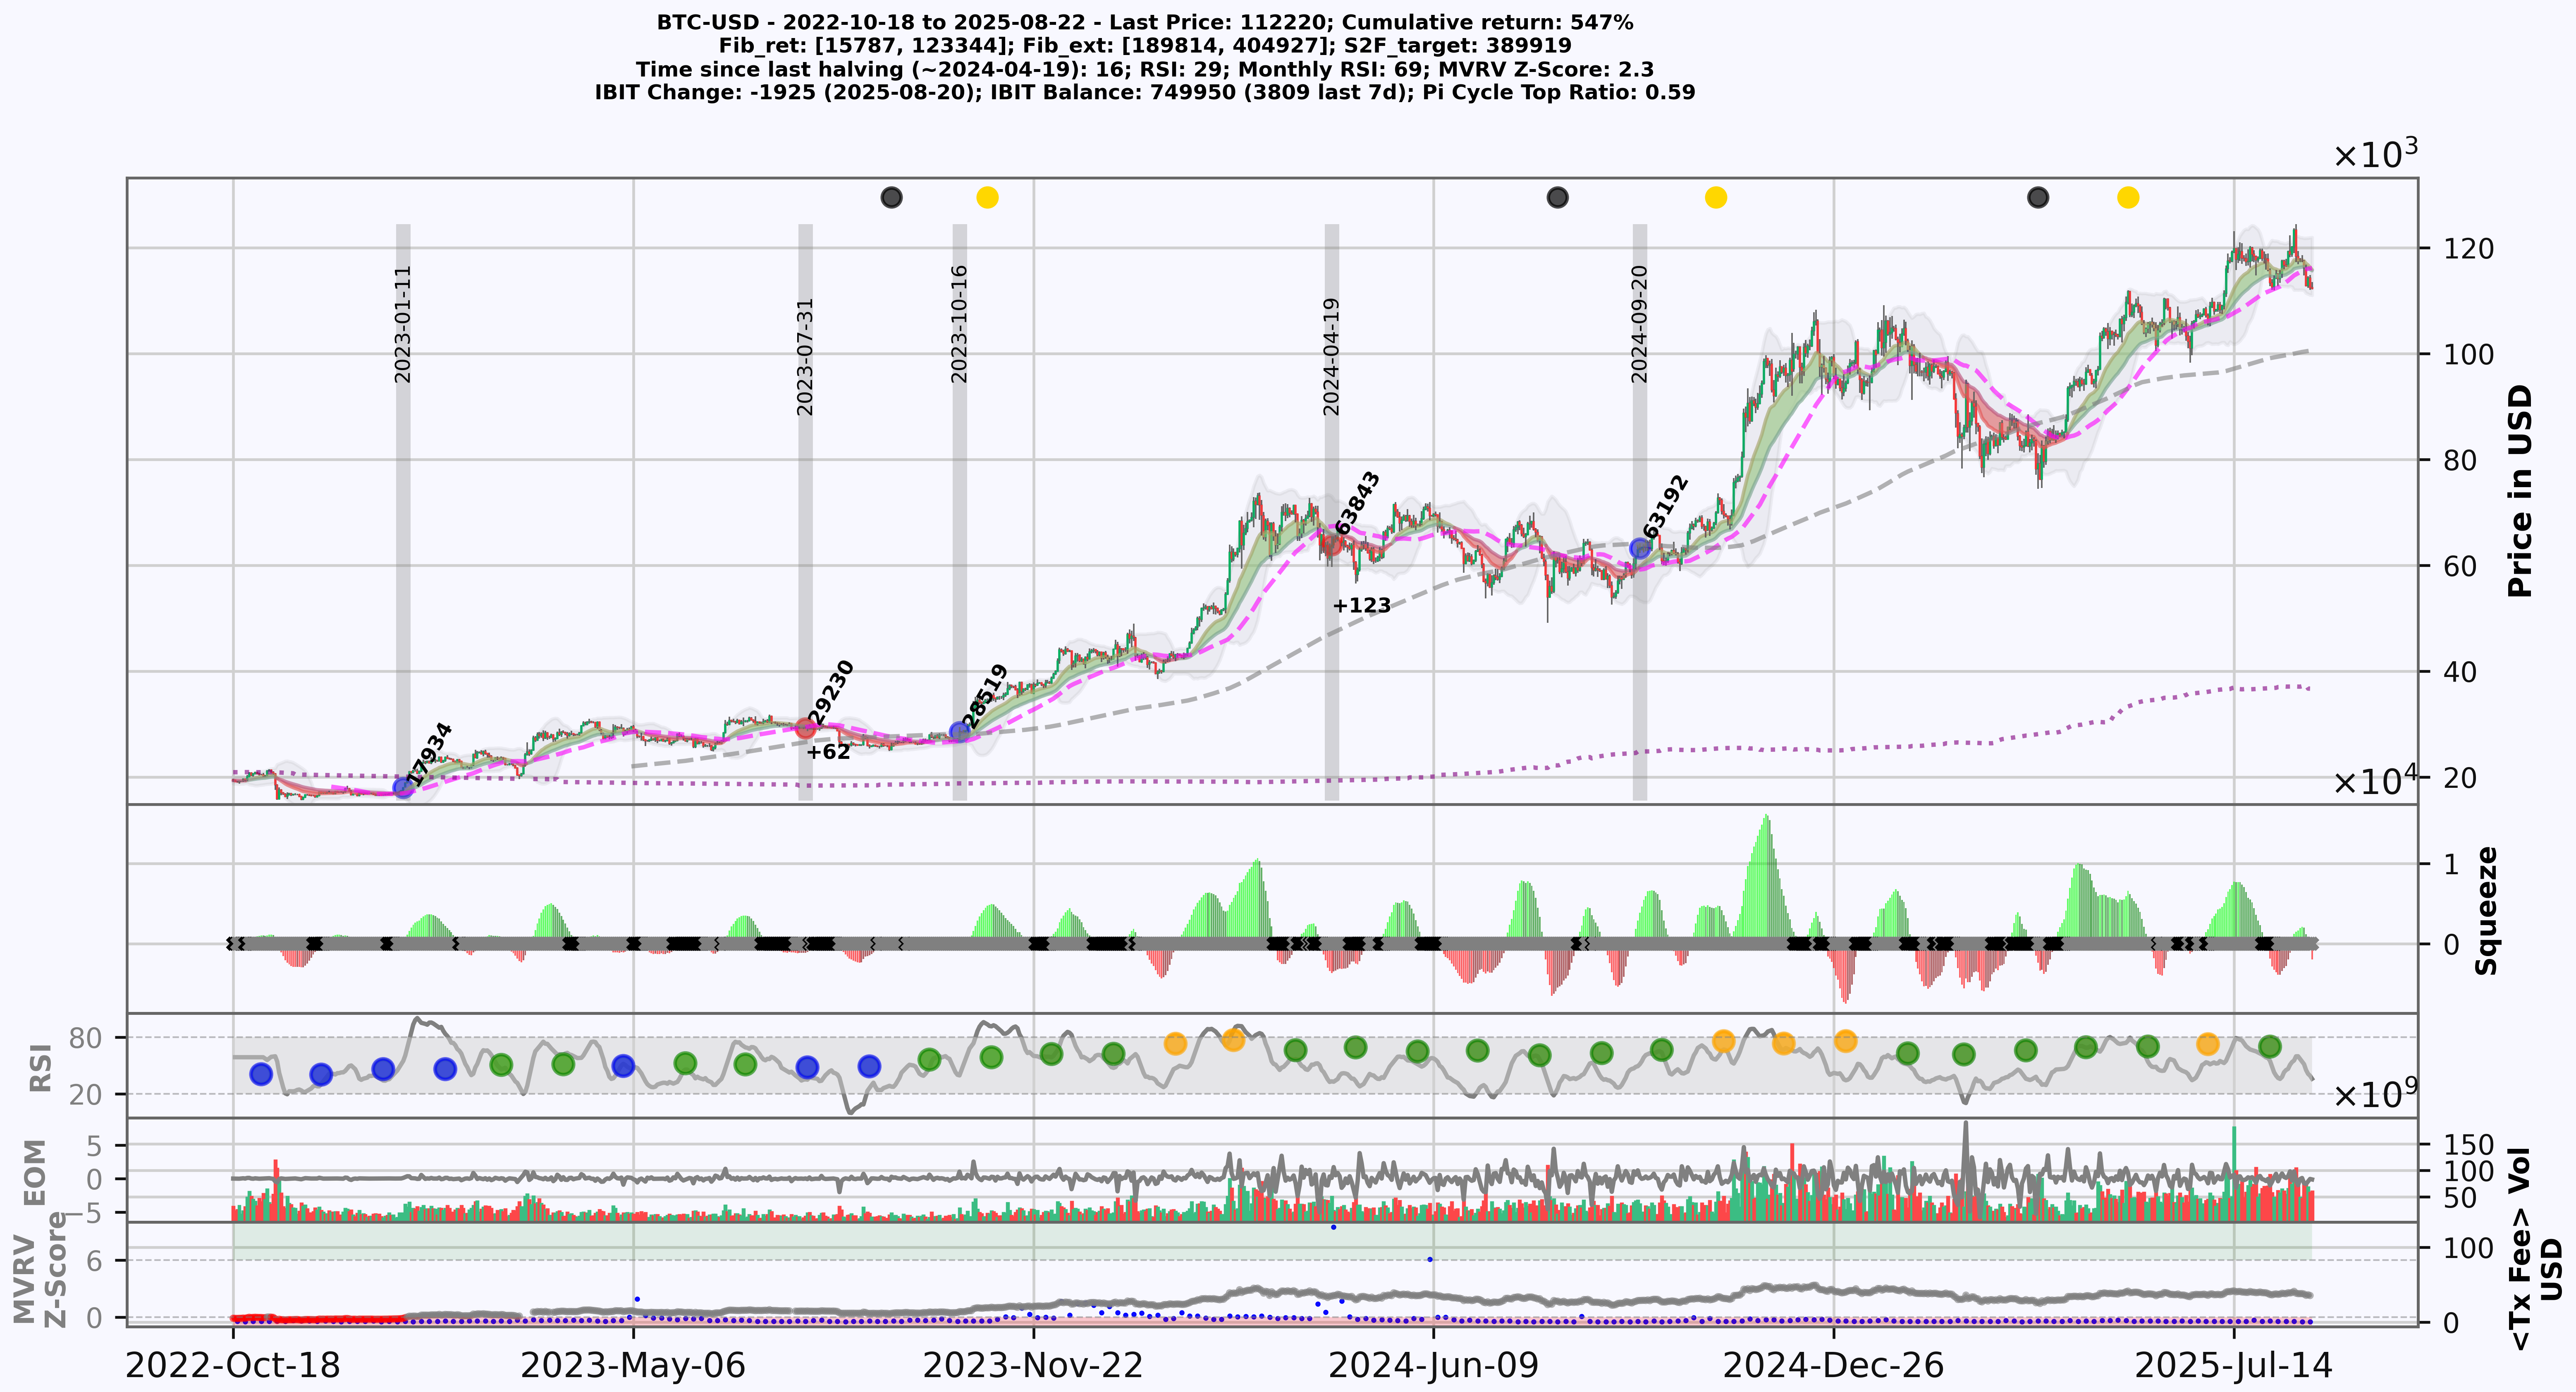 BTC-USD - 2022-10-18 to 2025-08-22 - Last Price: 112220; Cumulative return: 547%
Fib_ret: [15787, 123344]; Fib_ext: [189814, 404927]; S2F_target: 389919
Time since last halving (~2024-04-19): 16; RSI: 29; Monthly RSI: 69; MVRV Z-Score: 2.3
IBIT Change: -1925 (2025-08-20); IBIT Balance: 749950 (3809 last 7d); Pi Cycle Top Ratio: 0.59
×10³
2023-01-11
2023-07-31
2023-10-16
2024-04-19
2024-09-20
17934
29230
+62
28519
63843
+123
63192
120
100
80
60
40
20
Price in USD
×10⁴
1
0
Squeeze
RSI
80
20
×10⁹
EOM
5
0
−5
150
100
50
Vol
MVRV
Z-Score
6
0
100
0
<Tx Fee>
USD
2022-Oct-18
2023-May-06
2023-Nov-22
2024-Jun-09
2024-Dec-26
2025-Jul-14